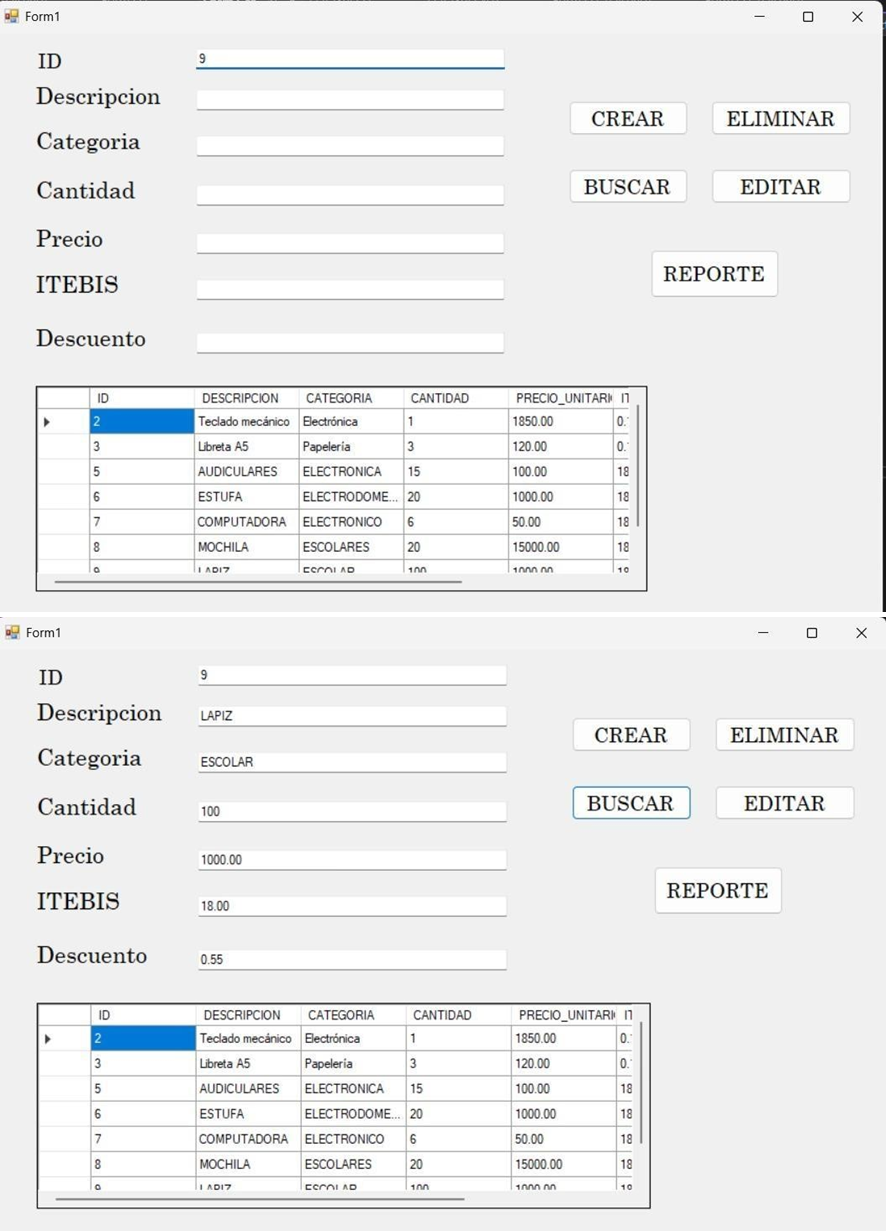 Form1
ID 9
Descripcion
Categoria
Cantidad
Precio
ITEBIS
Descuento
CREAR ELIMINAR
BUSCAR EDITAR
REPORTE
ID DESCRIPCION CATEGORIA CANTIDAD PRECIO_UNITARI
2 Teclado mecánico Electrónica 1 1850.00 0.
3 Libreta A5 Papelería 3 120.00 0.
5 AUDICULARES ELECTRONICA 15 100.00 18
6 ESTUFA ELECTRODOME... 20 1000.00 18
7 COMPUTADORA ELECTRONICO 6 50.00 18
8 MOCHILA ESCOLARES 20 15000.00 18
9 LAPIZ ESCOLAR 100 1000.00 18
Form1
ID 9
Descripcion LAPIZ
Categoria ESCOLAR
Cantidad 100
Precio 1000.00
ITEBIS 18.00
Descuento 0.55
CREAR ELIMINAR
BUSCAR EDITAR
REPORTE
ID DESCRIPCION CATEGORIA CANTIDAD PRECIO_UNITARI
2 Teclado mecánico Electrónica 1 1850.00 0.
3 Libreta A5 Papelería 3 120.00 0.
5 AUDICULARES ELECTRONICA 15 100.00 18
6 ESTUFA ELECTRODOME... 20 1000.00 18
7 COMPUTADORA ELECTRONICO 6 50.00 18
8 MOCHILA ESCOLARES 20 15000.00 18
9 LAPIZ ESCOLAR 100 1000.00 18